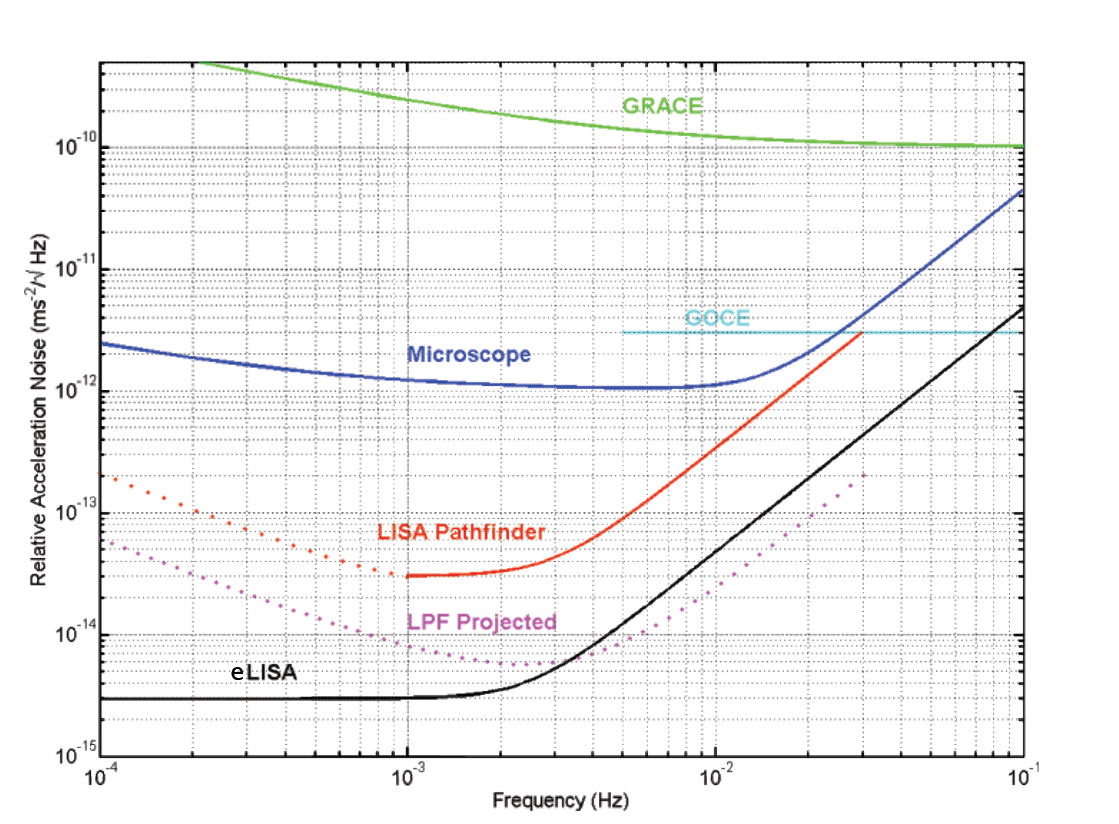 GRACE
10⁻¹⁰
10⁻¹¹
GOCE
Microscope
10⁻¹²
10⁻¹³
LISA Pathfinder
LPF Projected
10⁻¹⁴
eLISA
10⁻¹⁵
Relative Acceleration Noise (ms⁻²/√ Hz)
10⁻⁴ 10⁻³ 10⁻² 10⁻¹
Frequency (Hz)